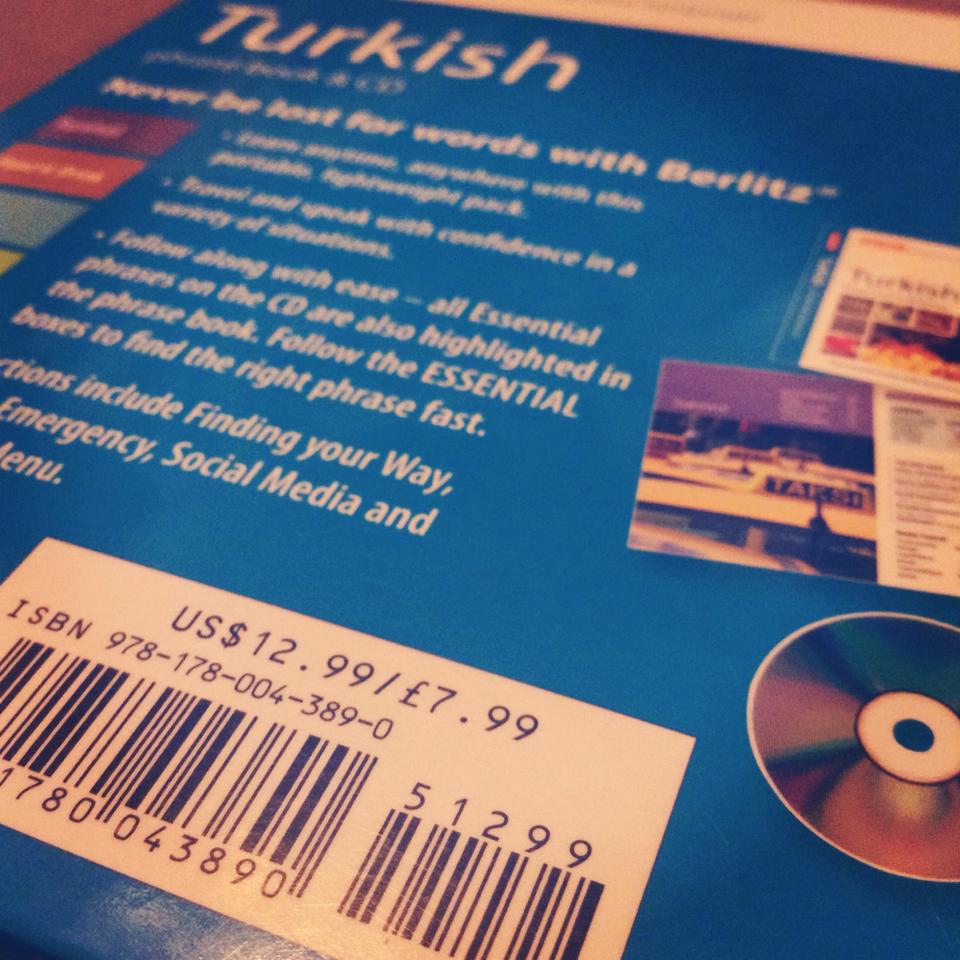 Turkish
phrase book & CD
Never be lost for words with Berlitz™
• Learn anytime, anywhere with this
portable, lightweight pack.
• Travel and speak with confidence in a
variety of situations.
• Follow along with ease – all Essential
phrases on the CD are also highlighted in
the phrase book. Follow the ESSENTIAL
boxes to find the right phrase fast.
ctions include Finding your Way,
Emergency, Social Media and
Menu.
Turkish
TAKSI
US$12.99/£7.99
ISBN 978-178-004-389-0
51299
1780043890